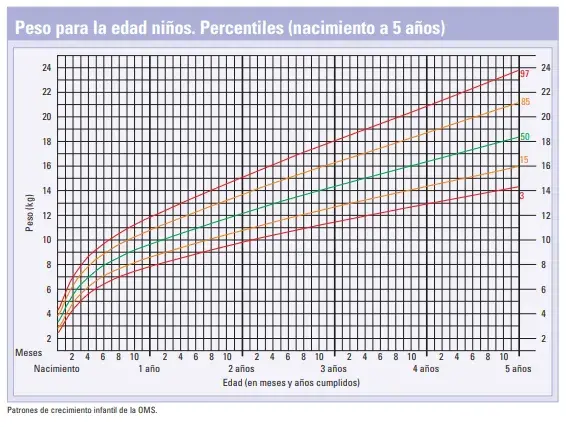 Peso para la edad niños. Percentiles (nacimiento a 5 años)
24 24
97
22 22
85
20 20
50
18 18
16 16
15
14 14
3
12 12
10 10
8 8
6 6
4 4
2 2
Peso (kg)
Meses 2 4 6 8 10 2 4 6 8 10 2 4 6 8 10 2 4 6 8 10 2 4 6 8 10
Nacimiento 1 año 2 años 3 años 4 años 5 años
Edad (en meses y años cumplidos)
Patrones de crecimiento infantil de la OMS.